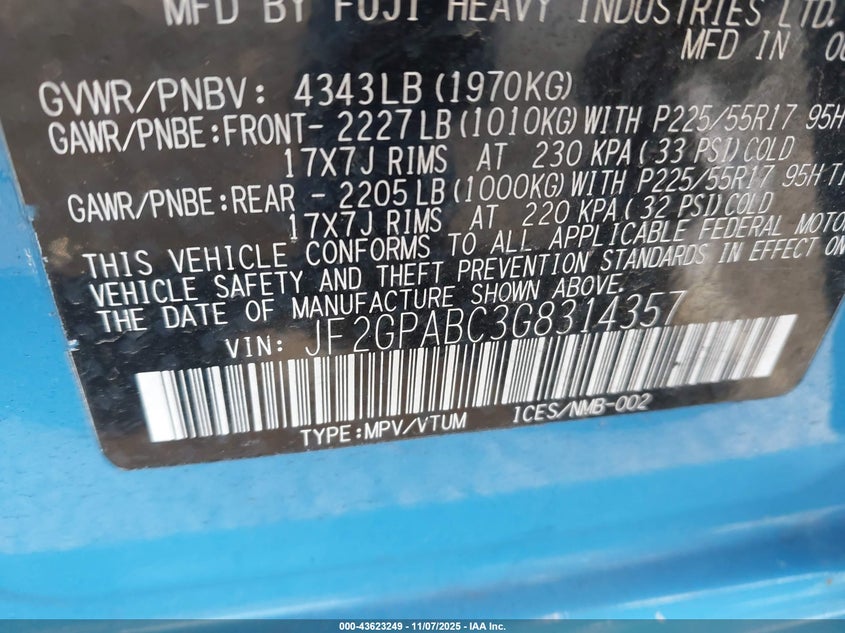 MFD BY FUJI HEAVY INDUSTRIES LTD.
MFD IN
GVWR/PNBV: 4343LB (1970KG)
GAWR/PNBE:FRONT- 2227LB (1010KG) WITH P225/55R17 95H
17X7J RIMS AT 230 KPA (33 PSI) COLD
GAWR/PNBE:REAR - 2205LB (1000KG) WITH P225/55R17 95H
17X7J RIMS AT 220 KPA (32 PSI) COLD
THIS VEHICLE CONFORMS TO ALL APPLICABLE FEDERAL MOTOR
VEHICLE SAFETY AND THEFT PREVENTION STANDARDS IN EFFECT ON
THE DATE OF MANUFACTURE SHOWN ABOVE.
VIN: JF2GPABC3G8314357
TYPE:MPV/VTUM ICES/NMB-002
000-43623249 - 11/07/2025 - IAA Inc.